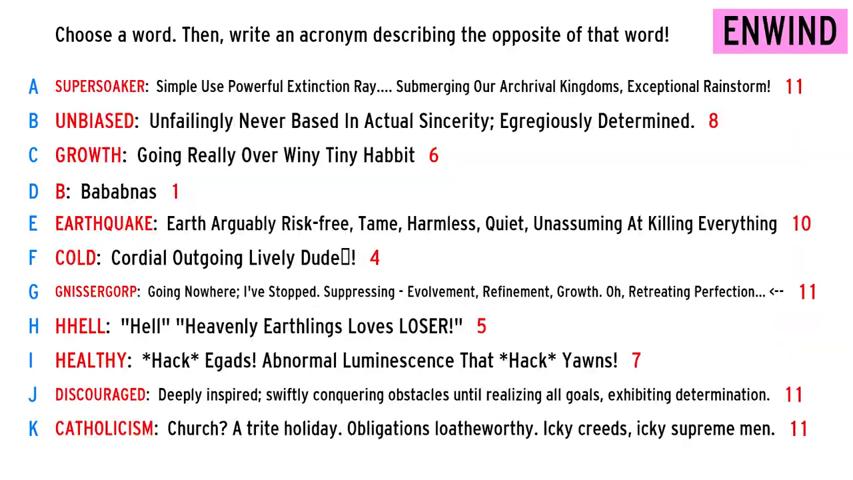 Choose a word. Then, write an acronym describing the opposite of that word!
ENWIND
A SUPERSOAKER: Simple Use Powerful Extinction Ray.... Submerging Our Archrival Kingdoms, Exceptional Rainstorm! 11
B UNBIASED: Unfailingly Never Based In Actual Sincerity; Egregiously Determined. 8
C GROWTH: Going Really Over Winy Tiny Habbit 6
D B: Bababnas 1
E EARTHQUAKE: Earth Arguably Risk-free, Tame, Harmless, Quiet, Unassuming At Killing Everything 10
F COLD: Cordial Outgoing Lively Dude▯! 4
G GNISSERGORP: Going Nowhere; I've Stopped. Suppressing - Evolvement, Refinement, Growth. Oh, Retreating Perfection... <-- 11
H HHELL: "Hell" "Heavenly Earthlings Loves LOSER!" 5
I HEALTHY: *Hack* Egads! Abnormal Luminescence That *Hack* Yawns! 7
J DISCOURAGED: Deeply inspired; swiftly conquering obstacles until realizing all goals, exhibiting determination. 11
K CATHOLICISM: Church? A trite holiday. Obligations loatheworthy. Icky creeds, icky supreme men. 11